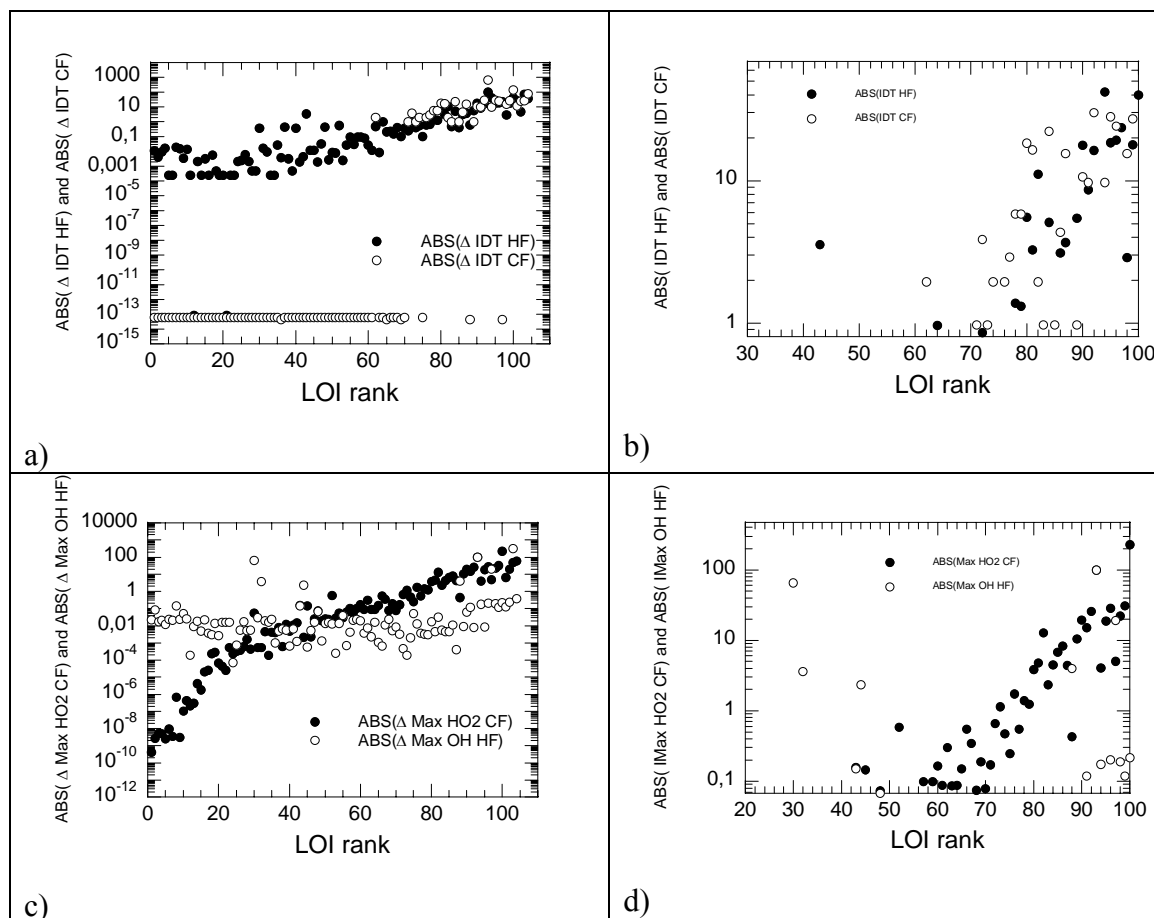 ABS( Δ IDT HF) and ABS( Δ IDT CF)
1000
10
0,1
0,001
10-5
10-7
10-9
10-11
10-13
10-15
ABS(Δ IDT HF)
ABS(Δ IDT CF)
0 20 40 60 80 100
LOI rank
a)
ABS( IDT HF) and ABS( IDT CF)
10
1
ABS(IDT HF)
ABS(IDT CF)
30 40 50 60 70 80 90 100
LOI rank
b)
ABS( Δ Max HO2 CF) and ABS( Δ Max OH HF)
10000
100
1
0,01
10-4
10-6
10-8
10-10
10-12
ABS(Δ Max HO2 CF)
ABS(Δ Max OH HF)
0 20 40 60 80 100
LOI rank
c)
ABS( IMax HO2 CF) and ABS( IMax OH HF)
100
10
1
0,1
ABS(Max HO2 CF)
ABS(Max OH HF)
20 30 40 50 60 70 80 90 100
LOI rank
d)